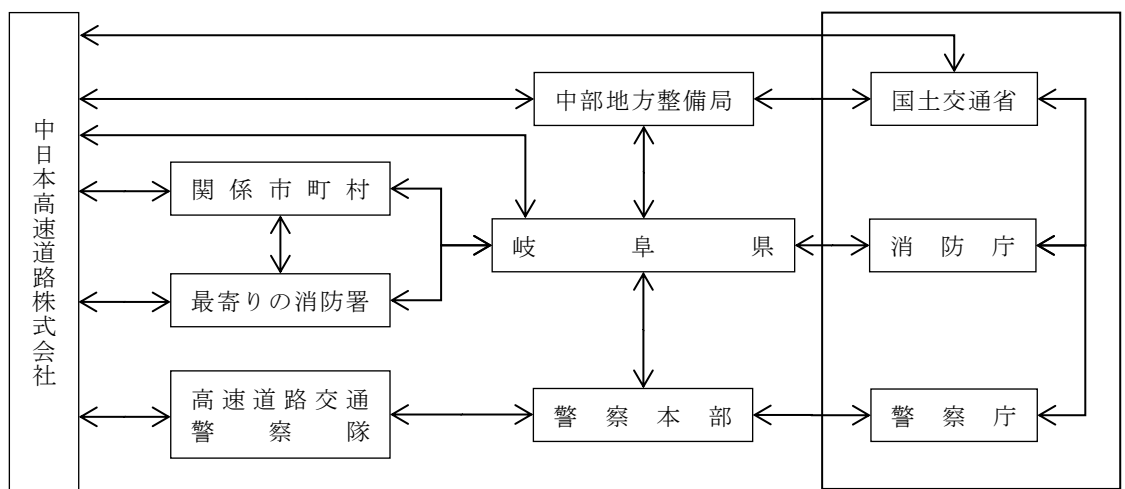 中日本高速道路株式会社
中部地方整備局
国土交通省
関係市町村
岐阜県
消防庁
最寄りの消防署
高速道路交通
警察隊
警察本部
警察庁